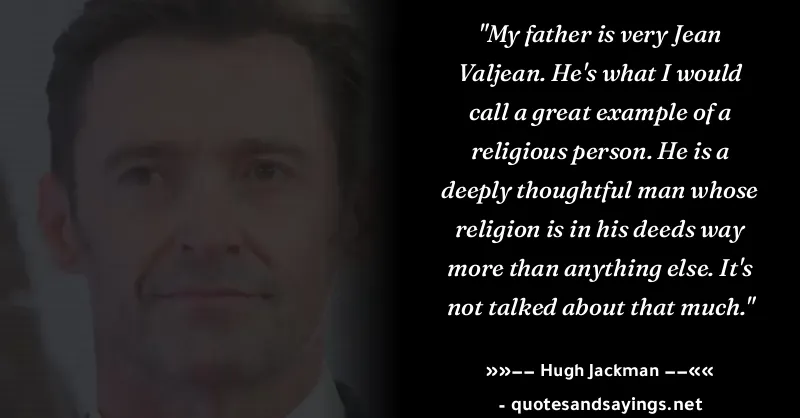 "My father is very Jean
Valjean. He's what I would
call a great example of a
religious person. He is a
deeply thoughtful man whose
religion is in his deeds way
more than anything else. It's
not talked about that much."
»»–– Hugh Jackman ––««
- quotesandsayings.net